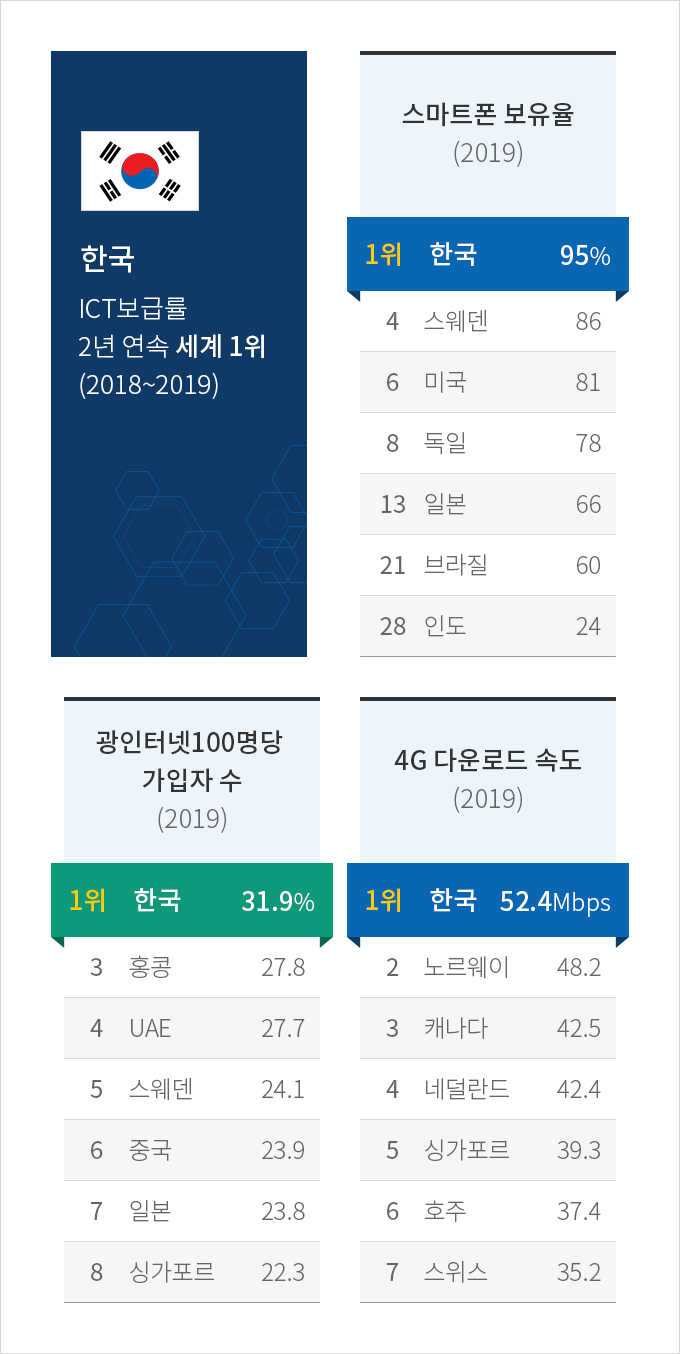 한국
ICT보급률
2년 연속 세계 1위
(2018~2019)
스마트폰 보유율
(2019)
1위 한국 95%
4 스웨덴 86
6 미국 81
8 독일 78
13 일본 66
21 브라질 60
28 인도 24
광인터넷100명당
가입자 수
(2019)
1위 한국 31.9%
3 홍콩 27.8
4 UAE 27.7
5 스웨덴 24.1
6 중국 23.9
7 일본 23.8
8 싱가포르 22.3
4G 다운로드 속도
(2019)
1위 한국 52.4Mbps
2 노르웨이 48.2
3 캐나다 42.5
4 네덜란드 42.4
5 싱가포르 39.3
6 호주 37.4
7 스위스 35.2